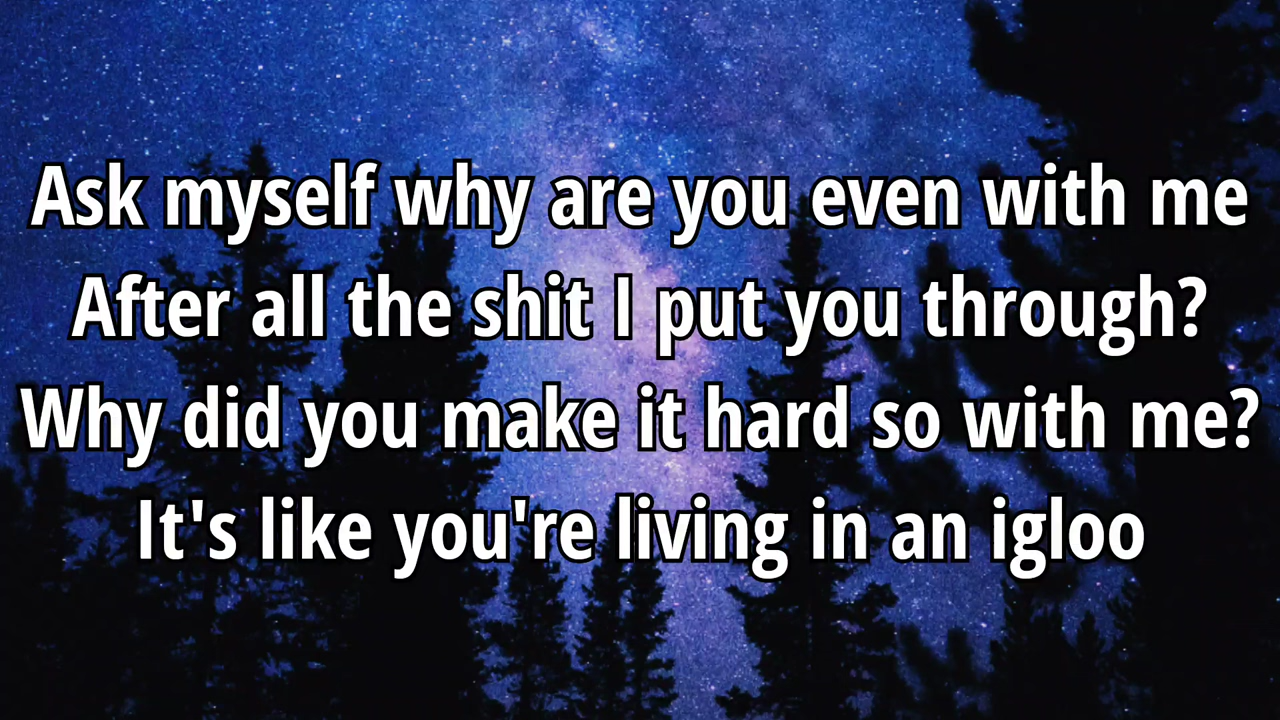 Ask myself why are you even with me
After all the shit I put you through?
Why did you make it hard so with me?
It's like you're living in an igloo